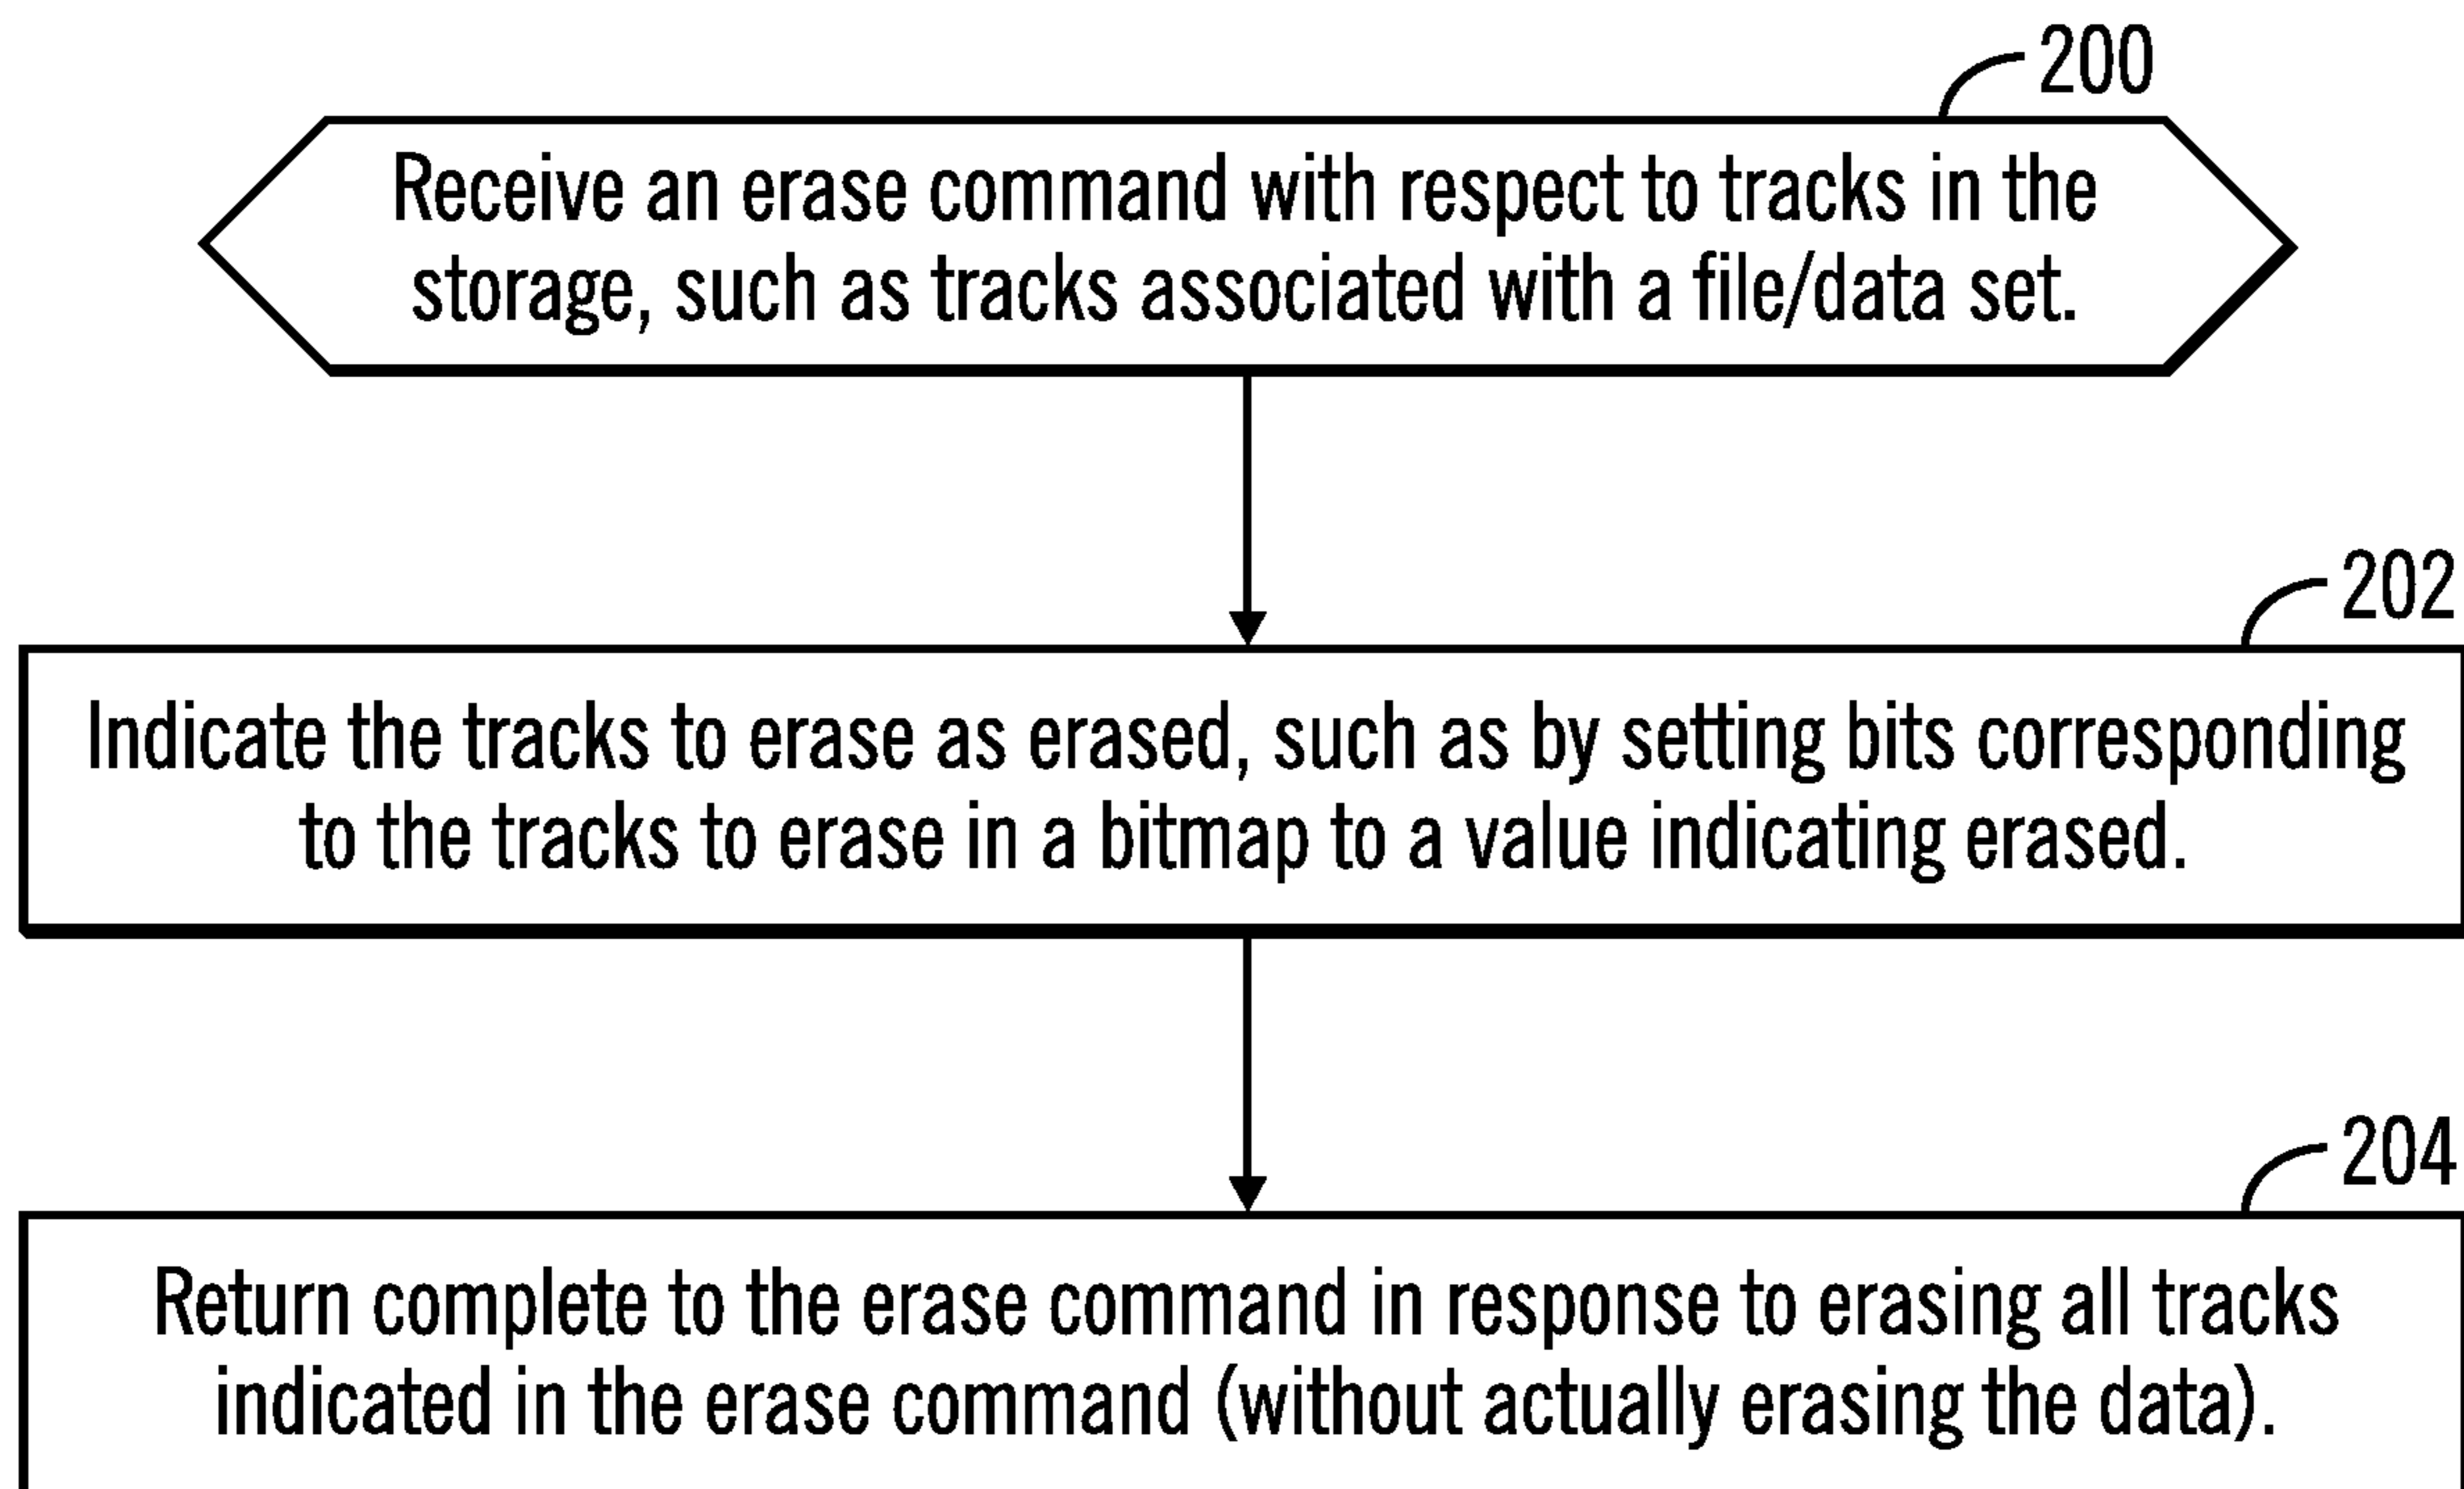 200
Receive an erase command with respect to tracks in the
storage, such as tracks associated with a file/data set.
202
Indicate the tracks to erase as erased, such as by setting bits corresponding
to the tracks to erase in a bitmap to a value indicating erased.
204
Return complete to the erase command in response to erasing all tracks
indicated in the erase command (without actually erasing the data).